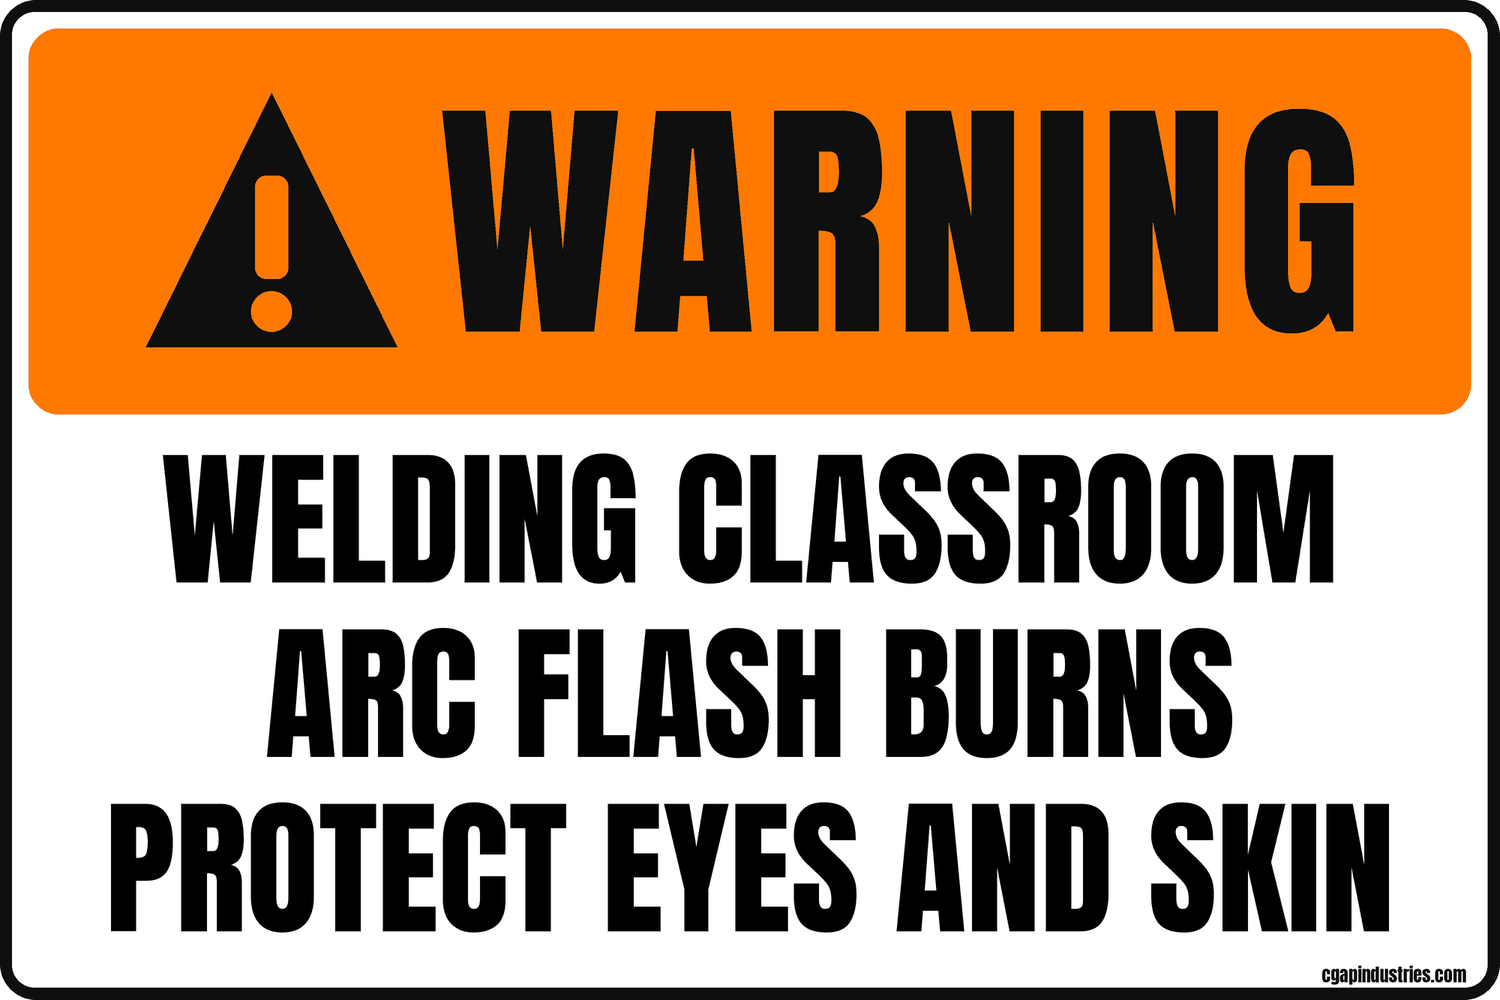 WARNING
WELDING CLASSROOM
ARC FLASH BURNS
PROTECT EYES AND SKIN
cgapindustries.com